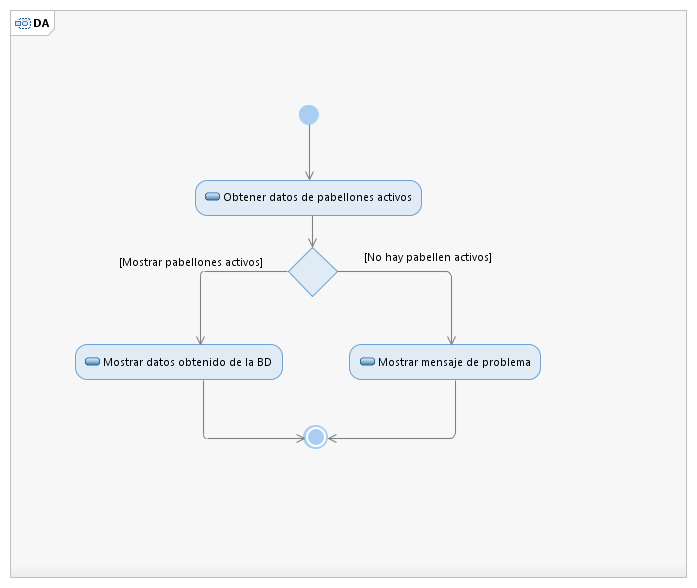 DA
Obtener datos de pabellones activos
[Mostrar pabellones activos]
[No hay pabellen activos]
Mostrar datos obtenido de la BD
Mostrar mensaje de problema